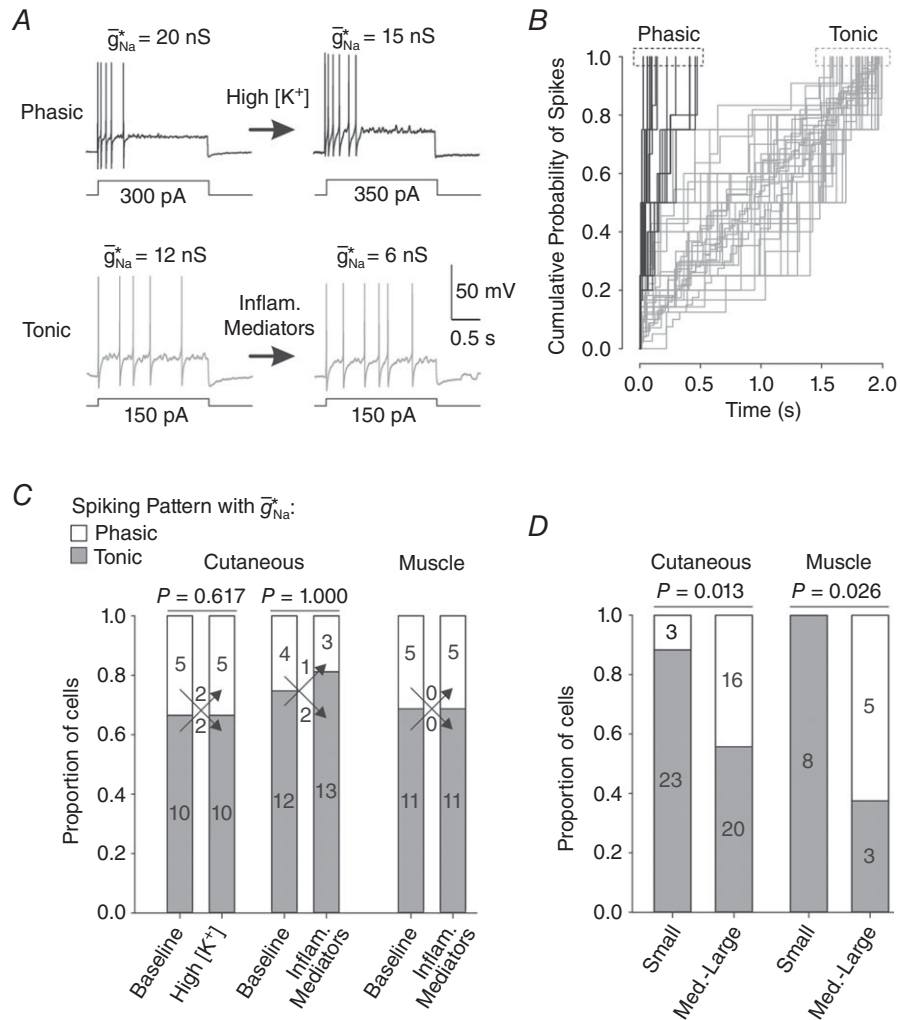 A
ḡ*Na = 20 nS
ḡ*Na = 15 nS
Phasic
High [K+]
300 pA
350 pA
ḡ*Na = 12 nS
ḡ*Na = 6 nS
Tonic
Inflam.
Mediators
50 mV
0.5 s
150 pA
150 pA
B
Phasic
Tonic
Cumulative Probability of Spikes
1.0
0.8
0.6
0.4
0.2
0.0
0.0 0.5 1.0 1.5 2.0
Time (s)
C
Spiking Pattern with ḡ*Na:
Phasic
Tonic
Cutaneous
Muscle
P = 0.617
P = 1.000
Proportion of cells
1.0
0.8
0.6
0.4
0.2
0.0
5 2 5
2
10 10
4 1 3
2
12 13
5 0 5
0
11 11
Baseline
High [K+]
Baseline
Inflam.
Mediators
Baseline
Inflam.
Mediators
D
Cutaneous
Muscle
P = 0.013
P = 0.026
Proportion of cells
1.0
0.8
0.6
0.4
0.2
0.0
3
23
16
20
8
5
3
Small
Med.-Large
Small
Med.-Large